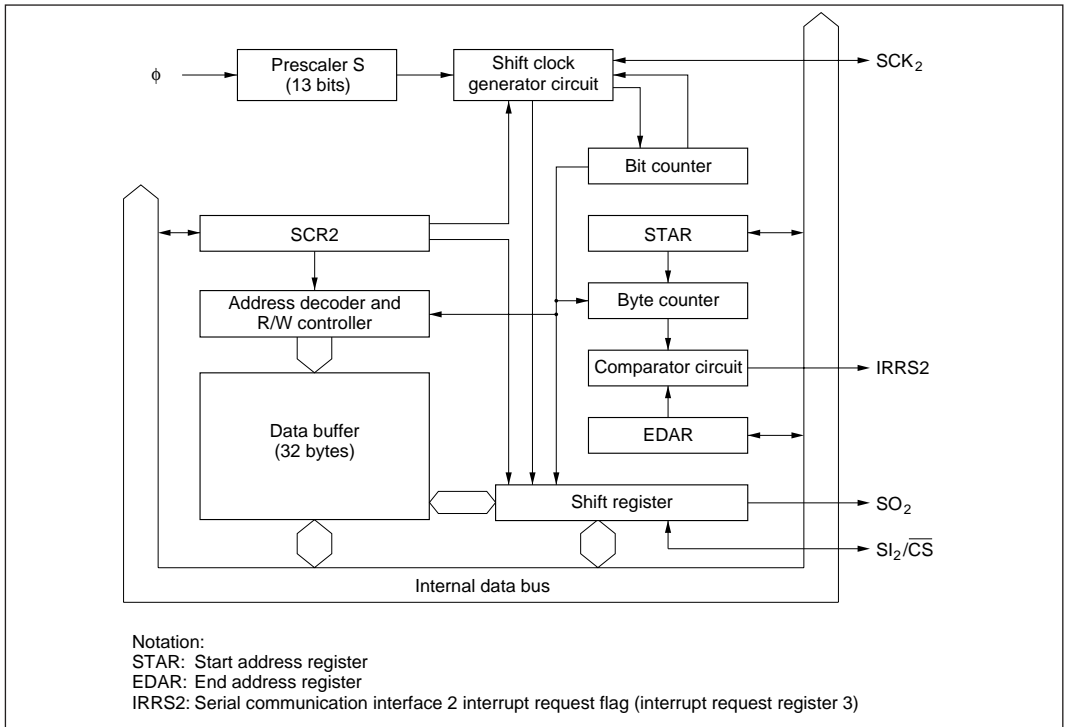 ϕ
Prescaler S
(13 bits)
Shift clock
generator circuit
SCK₂
Bit counter
SCR2
STAR
Address decoder and
R/W controller
Byte counter
Comparator circuit
IRRS2
Data buffer
(32 bytes)
EDAR
Shift register
SO₂
SI₂/C̅S̅
Internal data bus
Notation:
STAR: Start address register
EDAR: End address register
IRRS2: Serial communication interface 2 interrupt request flag (interrupt request register 3)